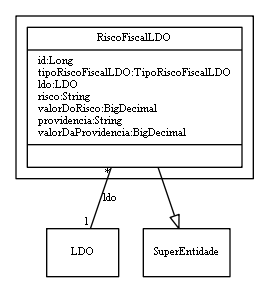 RiscoFiscalLDO
id:Long
tipoRiscoFiscalLDO:TipoRiscoFiscalLDO
ldo:LDO
risco:String
valorDoRisco:BigDecimal
providencia:String
valorDaProvidencia:BigDecimal
*
ldo
1
LDO
SuperEntidade